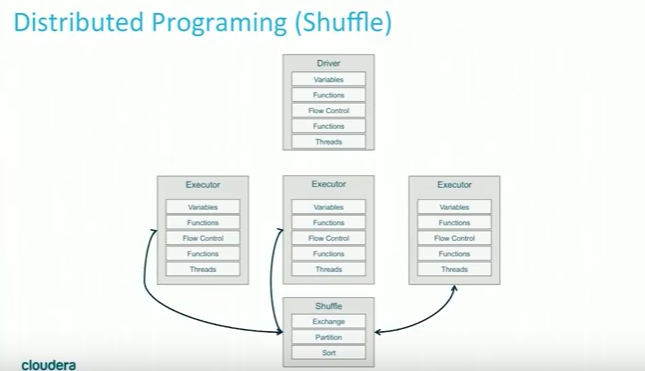 Distributed Programing (Shuffle)
Driver
Variables
Functions
Flow Control
Functions
Threads
Executor
Variables
Functions
Flow Control
Functions
Threads
Executor
Variables
Functions
Flow Control
Functions
Threads
Executor
Variables
Functions
Flow Control
Functions
Threads
Shuffle
Exchange
Partition
Sort
cloudera